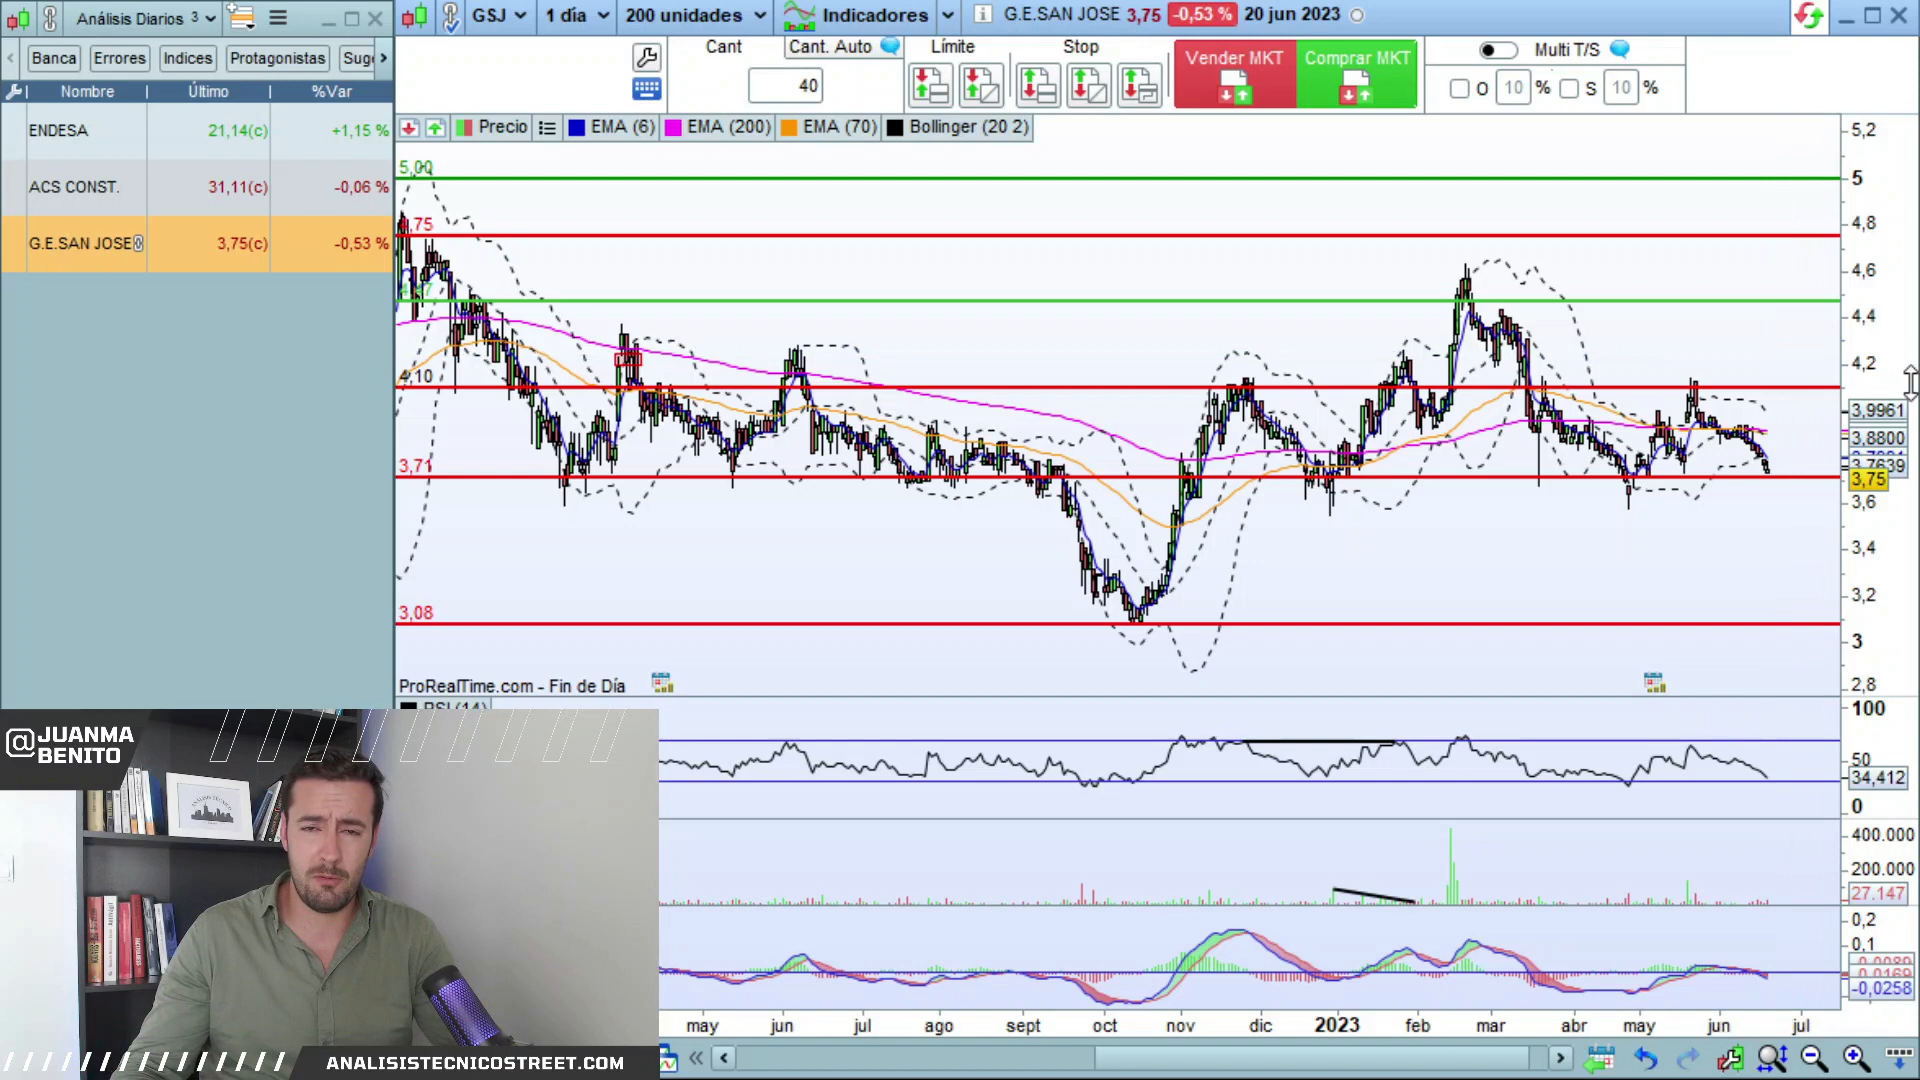 Análisis Diarios 3
Banca
Errores
Indices
Protagonistas
Sug
Nombre
Último
%Var
ENDESA
21,14(c)
+1,15 %
ACS CONST.
31,11(c)
-0,06 %
G.E.SAN JOSE
3,75(c)
-0,53 %
GSJ
1 día
200 unidades
Indicadores
G.E.SAN JOSE 3,75 -0,53 % 20 jun 2023
Cant
Cant. Auto
Límite
Stop
40
Vender MKT
Comprar MKT
Multi T/S
O 10 % S 10 %
Precio
EMA (6)
EMA (200)
EMA (70)
Bollinger (20 2)
5,00
4,75
4,10
3,71
3,08
5,2
5
4,8
4,6
4,4
4,2
3,9961
3,8800
3,7639
3,75
3,6
3,4
3,2
3
2,8
ProRealTime.com - Fin de Día
RSI (14)
100
50
34,412
0
400.000
200.000
27.147
0,2
0,1
-0,0258
may
jun
jul
ago
sept
oct
nov
dic
2023
feb
mar
abr
may
jun
jul
@JUANMA
BENITO
ANÁLISIS TÉCNICO
ANALISISTECNICOSTREET.COM